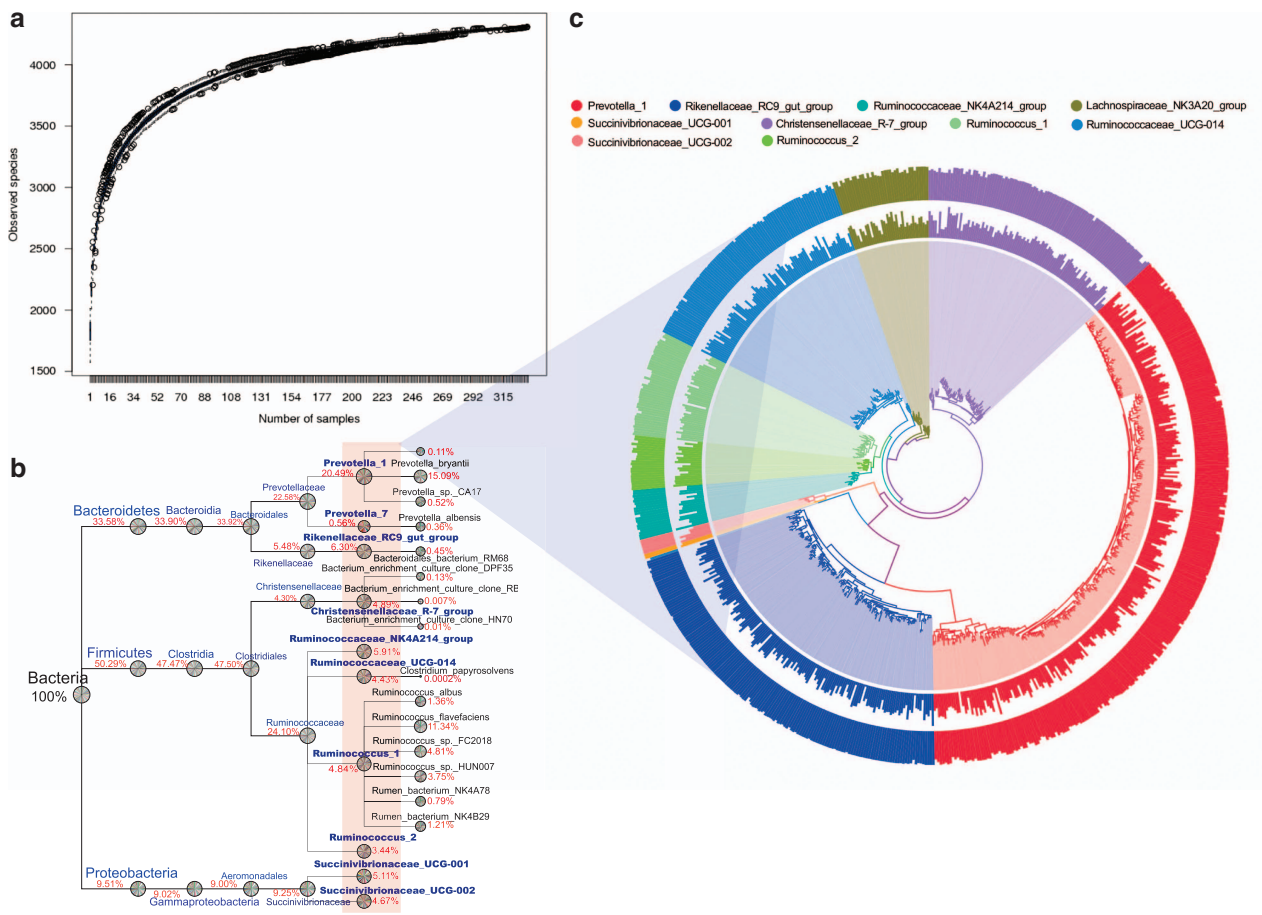 a
Observed species
4000
3500
3000
2500
2000
1500
1 16 34 52 70 88 108 131 154 177 200 223 246 269 292 315
Number of samples
b
Bacteria
100%
Bacteroidetes
33.58%
Bacteroidia
33.90%
Bacteroidales
33.92%
Prevotellaceae
22.58%
Prevotella_1
20.49%
0.11%
Prevotella_bryantii
15.09%
Prevotella_sp._CA17
0.52%
Prevotella_7
0.56%
Prevotella_albensis
0.36%
Rikenellaceae
5.48%
Rikenellaceae_RC9_gut_group
6.30%
0.45%
Bacteroidales_bacterium_RM68
Firmicutes
50.29%
Clostridia
47.47%
Clostridiales
47.50%
Christensenellaceae
4.30%
Bacterium_enrichment_culture_clone_DPF35
0.13%
Bacterium_enrichment_culture_clone_RE
4.89%
0.007%
Christensenellaceae_R-7_group
Bacterium_enrichment_culture_clone_HN70
0.01%
Ruminococcaceae
24.10%
Ruminococcaceae_NK4A214_group
5.91%
Ruminococcaceae_UCG-014
4.43%
Clostridium_papyrosolvens
0.0002%
Ruminococcus_albus
1.36%
Ruminococcus_flavefaciens
11.34%
Ruminococcus_sp._FC2018
4.81%
Ruminococcus_1
4.84%
Ruminococcus_sp._HUN007
3.75%
Rumen_bacterium_NK4A78
0.79%
Rumen_bacterium_NK4B29
1.21%
Ruminococcus_2
3.44%
Proteobacteria
9.51%
9.02%
Gammaproteobacteria
Aeromonadales
9.00%
9.25%
Succinivibrionaceae
Succinivibrionaceae_UCG-001
5.11%
Succinivibrionaceae_UCG-002
4.67%
c
Prevotella_1 Rikenellaceae_RC9_gut_group Ruminococcaceae_NK4A214_group Lachnospiraceae_NK3A20_group
Succinivibrionaceae_UCG-001 Christensenellaceae_R-7_group Ruminococcus_1 Ruminococcaceae_UCG-014
Succinivibrionaceae_UCG-002 Ruminococcus_2